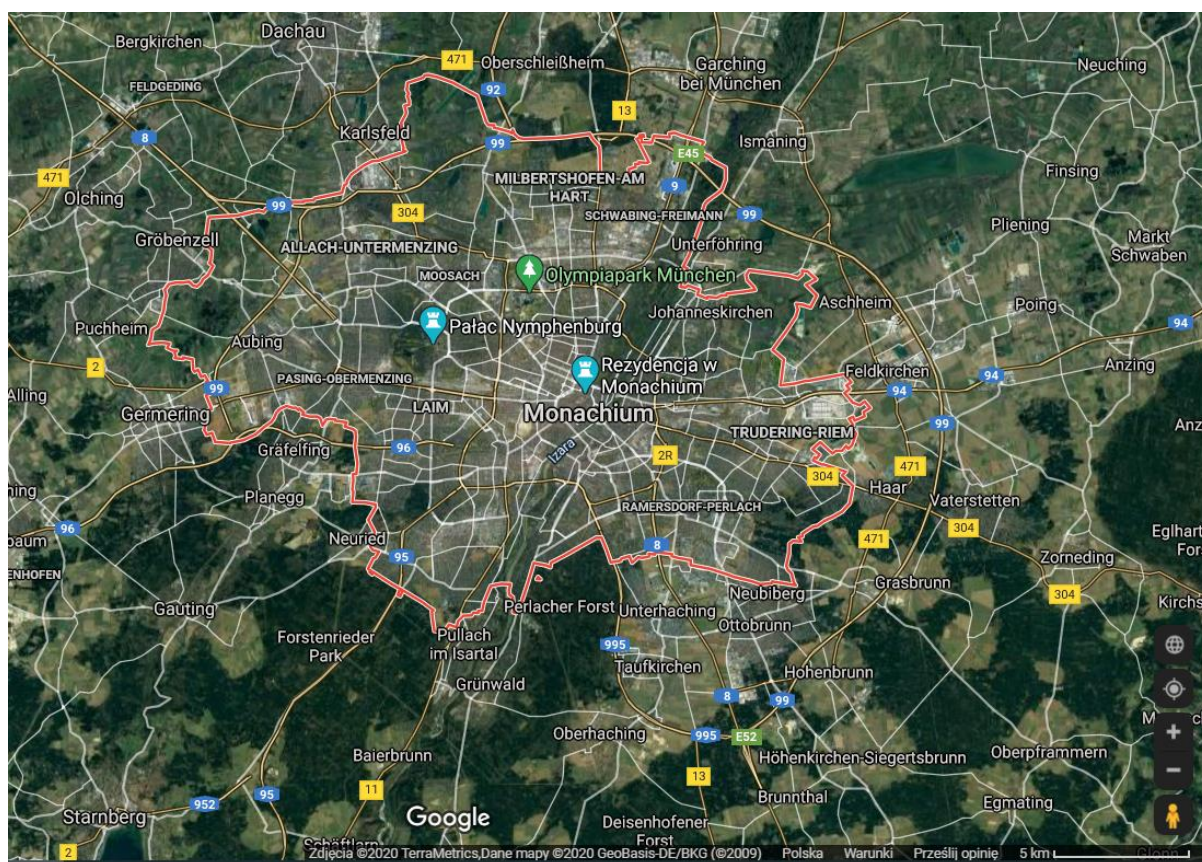 Dachau
Bergkirchen
471
Oberschleißheim
Garching
bei München
Neuching
FELDGEDING
92
13
8
Karlsfeld
99
E45
Ismaning
471
Olching
MILBERTSHOFEN-AM
HART
9
Finsing
99
304
SCHWABING-FREIMANN
99
Pliening
Gröbenzell
ALLACH-UNTERMENZING
Unterföhring
Markt
Schwaben
MOOSACH
Olympiapark München
Aschheim
Poing
Puchheim
Pałac Nymphenburg
Johanneskirchen
94
Aubing
2
Rezydencja w
Monachium
Feldkirchen
Anzing
Alling
99
PASING-OBERMENZING
94
94
Germering
LAIM
Monachium
TRUDERING-RIEM
99
Gräfelfing
96
Izara
2R
304
471
Planegg
Haar
Vaterstetten
96
RAMERSDORF-PERLACH
304
Neuried
95
8
471
Zorneding
Grasbrunn
304
Gauting
Perlacher Forst
Unterhaching
Neubiberg
Ottobrunn
Forstenrieder
Park
Pullach
im Isartal
995
Taufkirchen
Hohenbrunn
Grünwald
8
99
Baierbrunn
Oberhaching
995
E52
Höhenkirchen-Siegertsbrunn
Oberpframmern
952
95
11
13
Brunnthal
Egmating
Starnberg
Google
Deisenhofener
Forst
2
Schäftlarn
Zdjęcia ©2020 TerraMetrics,Dane mapy ©2020 GeoBasis-DE/BKG (©2009) Polska Warunki Prześlij opinię 5 km